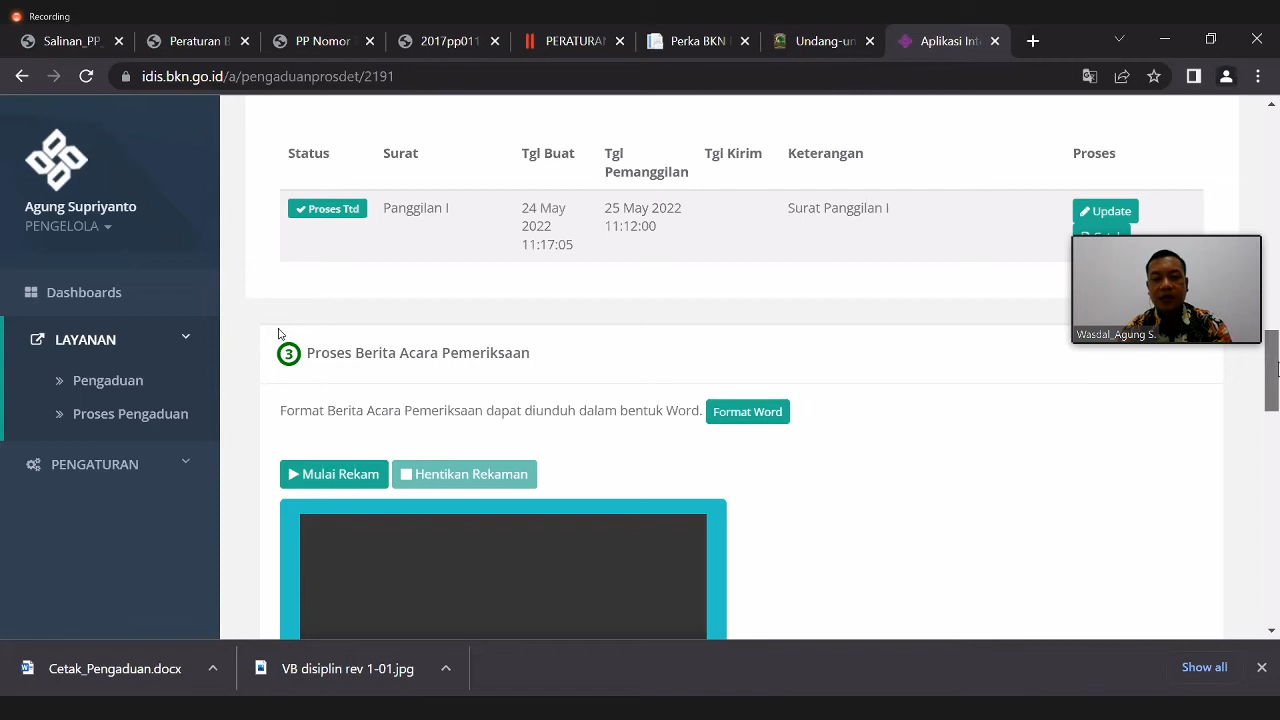 Recording
Salinan_PP_
Peraturan B
PP Nomor
2017pp011
PERATURAN
Perka BKN
Undang-un
Aplikasi Int
idis.bkn.go.id/a/pengaduanprosdet/2191
Agung Supriyanto
PENGELOLA
Dashboards
LAYANAN
Pengaduan
Proses Pengaduan
PENGATURAN
Status Surat Tgl Buat Tgl Pemanggilan Tgl Kirim Keterangan Proses
Proses Ttd Panggilan I 24 May 2022 11:17:05 25 May 2022 11:12:00 Surat Panggilan I Update
Wasdal_Agung S.
3 Proses Berita Acara Pemeriksaan
Format Berita Acara Pemeriksaan dapat diunduh dalam bentuk Word. Format Word
Mulai Rekam Hentikan Rekaman
Cetak_Pengaduan.docx
VB disiplin rev 1-01.jpg
Show all